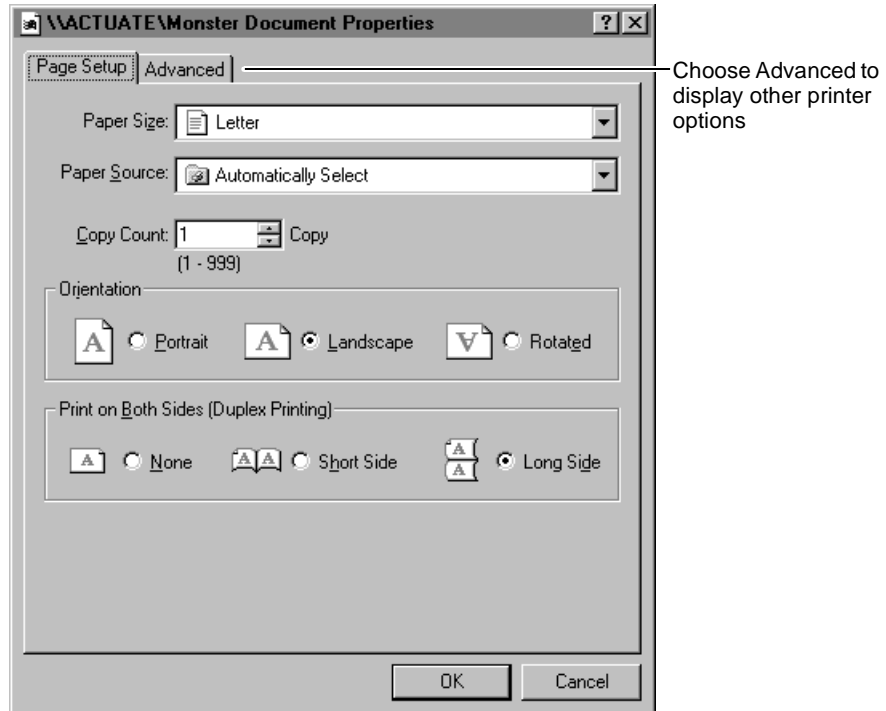 \\ACTUATE\Monster Document Properties
Page Setup
Advanced
Choose Advanced to
display other printer
options
Paper Size: Letter
Paper Source: Automatically Select
Copy Count: 1 Copy
(1 - 999)
Orientation
A Portrait A Landscape A Rotated
Print on Both Sides (Duplex Printing)
A None A A Short Side A A Long Side
OK Cancel